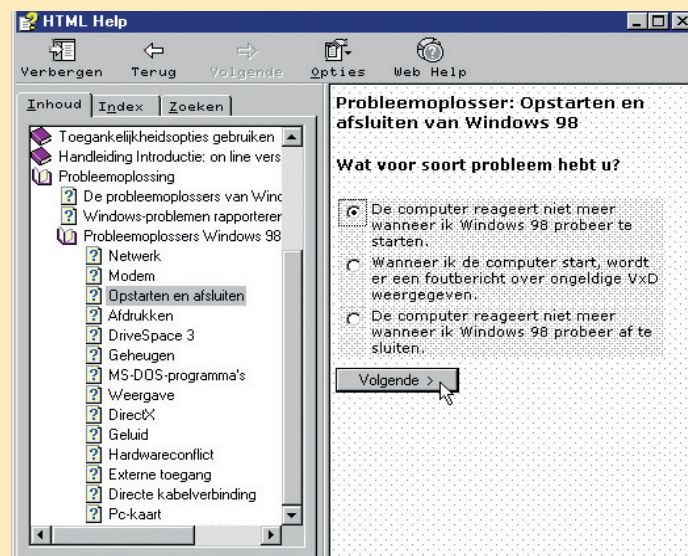 HTML Help
Verbergen Terug Volgende Opties Web Help
Inhoud Index Zoeken
Toegankelijkheidsopties gebruiken
Handleiding Introductie: on line vers
Probleemoplossing
De probleemoplossers van Winc
Windows-problemen rapporterer
Probleemoplossers Windows 98
Netwerk
Modem
Opstarten en afsluiten
Afdrukken
DriveSpace 3
Geheugen
MS-DOS-programma's
Weergave
DirectX
Geluid
Hardwareconflict
Externe toegang
Directe kabelverbinding
Pc-kaart
Probleemoplosser: Opstarten en
afsluiten van Windows 98
Wat voor soort probleem hebt u?
De computer reageert niet meer
wanneer ik Windows 98 probeer te
starten.
Wanneer ik de computer start, wordt
er een foutbericht over ongeldige VxD
weergegeven.
De computer reageert niet meer
wanneer ik Windows 98 probeer af te
sluiten.
Volgende >